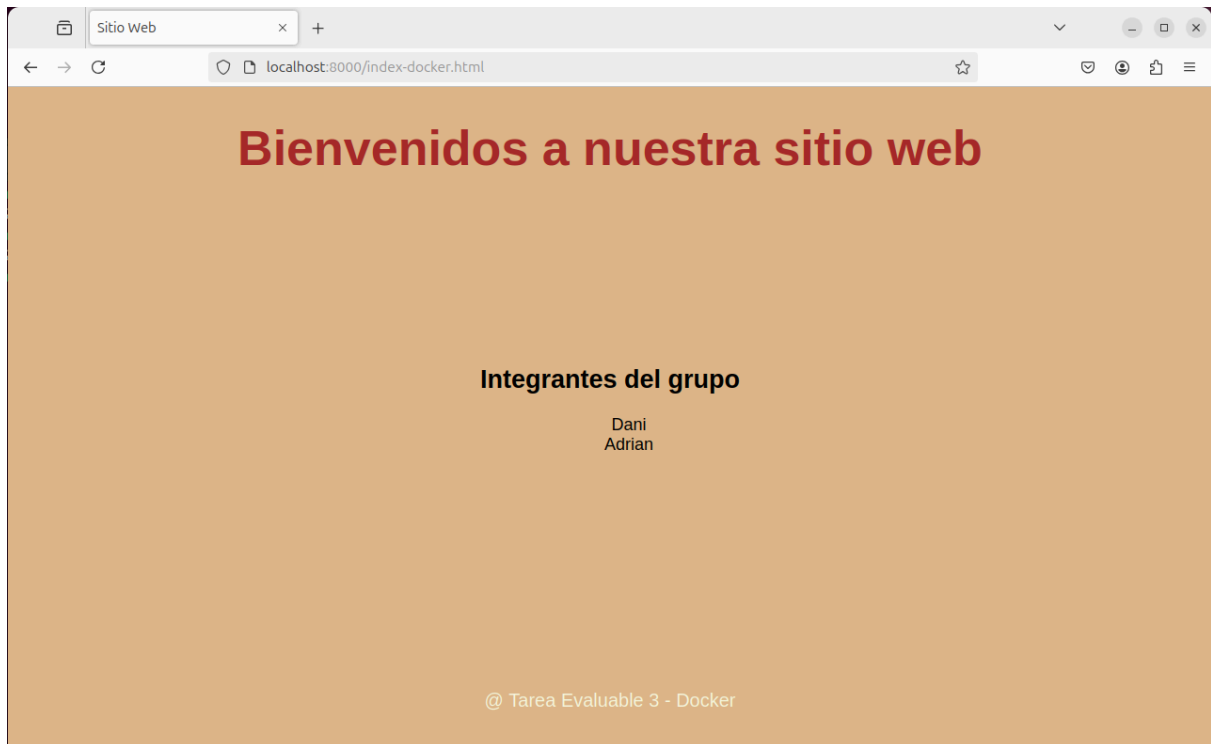 Sitio Web
localhost:8000/index-docker.html
Bienvenidos a nuestra sitio web
Integrantes del grupo
Dani
Adrian
@ Tarea Evaluable 3 - Docker